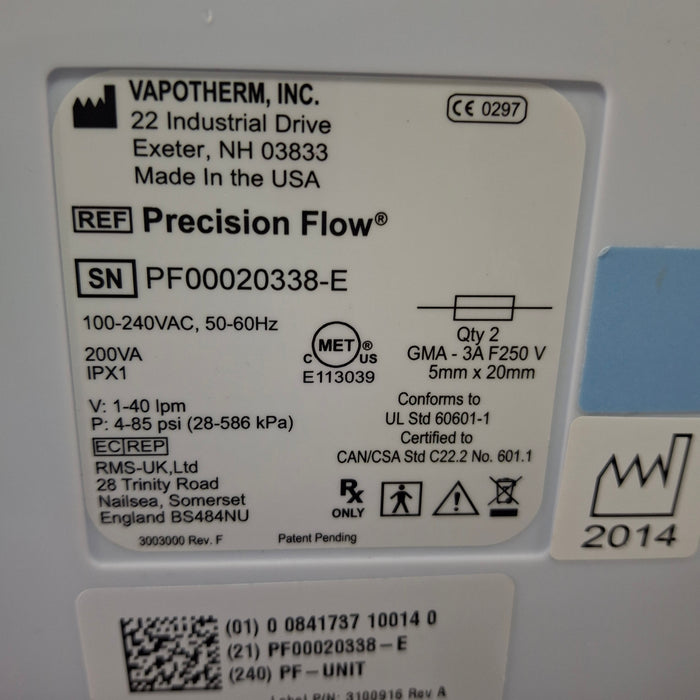 VAPOTHERM, INC.
22 Industrial Drive
Exeter, NH 03833
Made In the USA
CE 0297
REF Precision Flow®
SN PF00020338-E
100-240VAC, 50-60Hz
200VA
IPX1
C MET ® US
E113039
Qty 2
GMA - 3A F250 V
5mm x 20mm
V: 1-40 lpm
P: 4-85 psi (28-586 kPa)
Conforms to
UL Std 60601-1
Certified to
CAN/CSA Std C22.2 No. 601.1
EC REP
RMS-UK,Ltd
28 Trinity Road
Nailsea, Somerset
England BS484NU
Rx
ONLY
3003000 Rev. F
Patent Pending
2014
(01) 0 0841737 10014 0
(21) PF00020338-E
(240) PF-UNIT
Label P/N: 3100916 Rev A